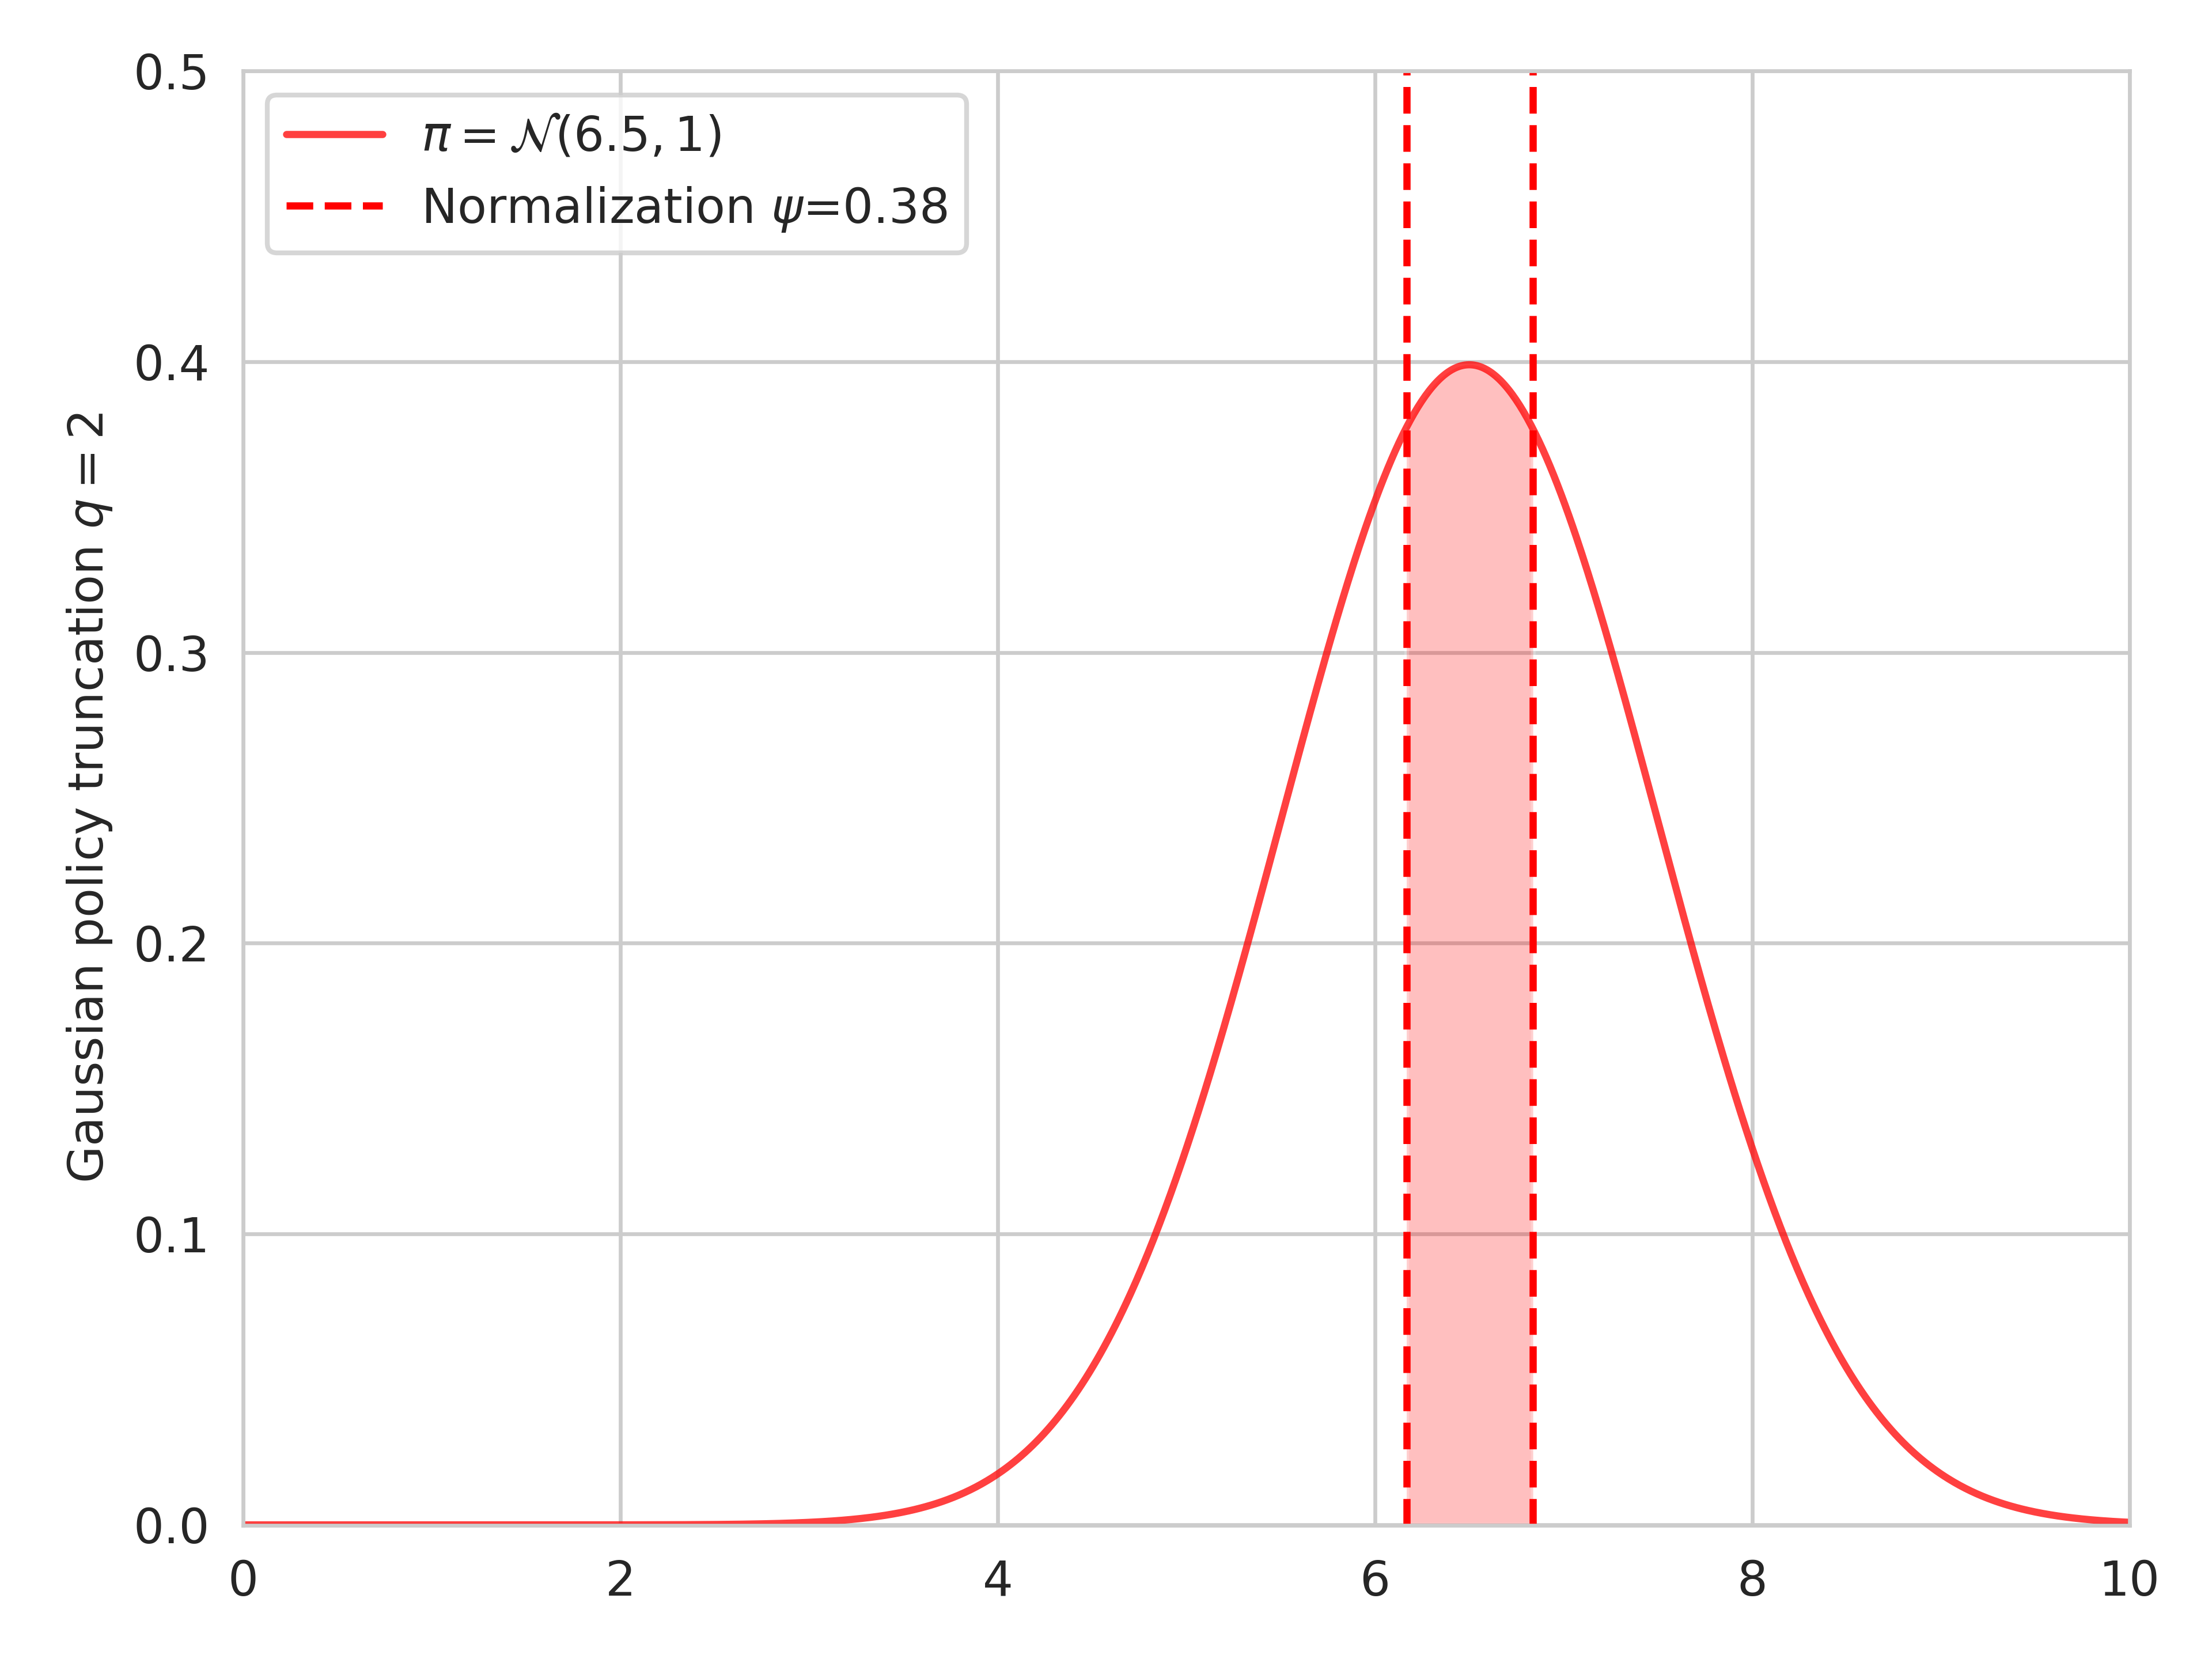 Gaussian policy truncation q = 2
0.5
0.4
0.3
0.2
0.1
0.0
π = 𝒩(6.5, 1)
Normalization ψ=0.38
0 2 4 6 8 10